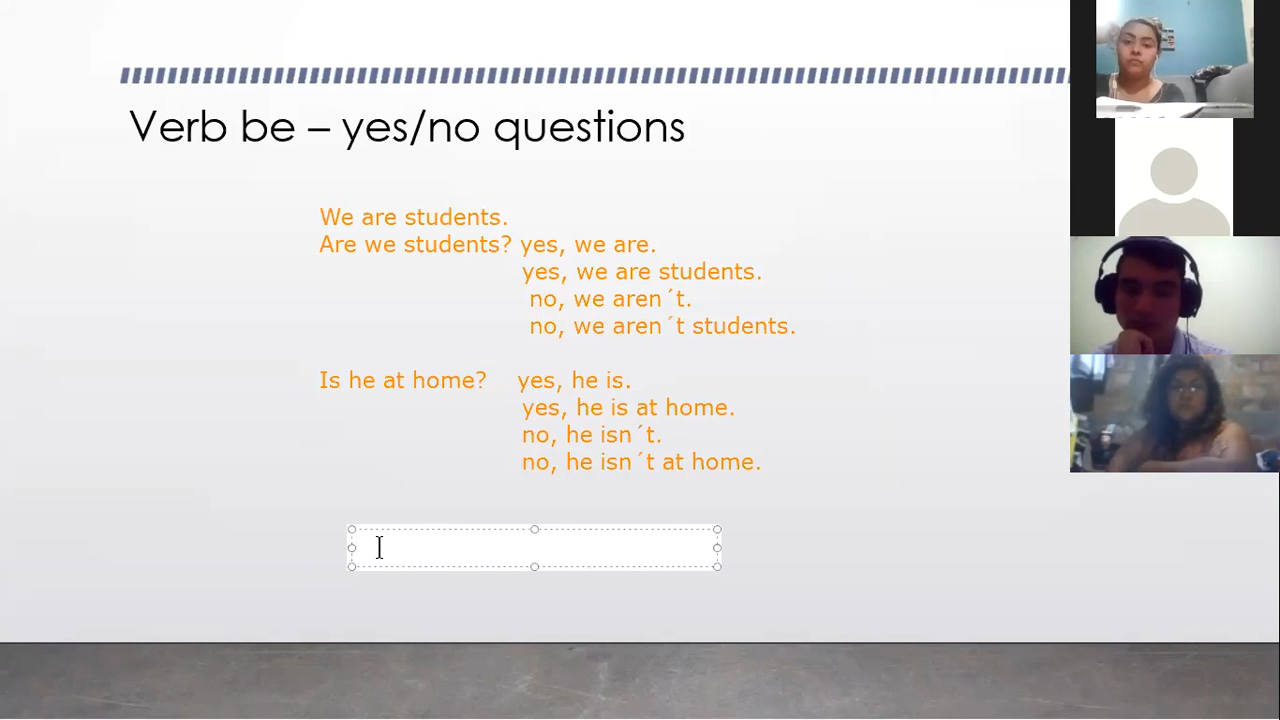 Verb be – yes/no questions
We are students.
Are we students? yes, we are.
yes, we are students.
no, we aren´t.
no, we aren´t students.
Is he at home? yes, he is.
yes, he is at home.
no, he isn´t.
no, he isn´t at home.